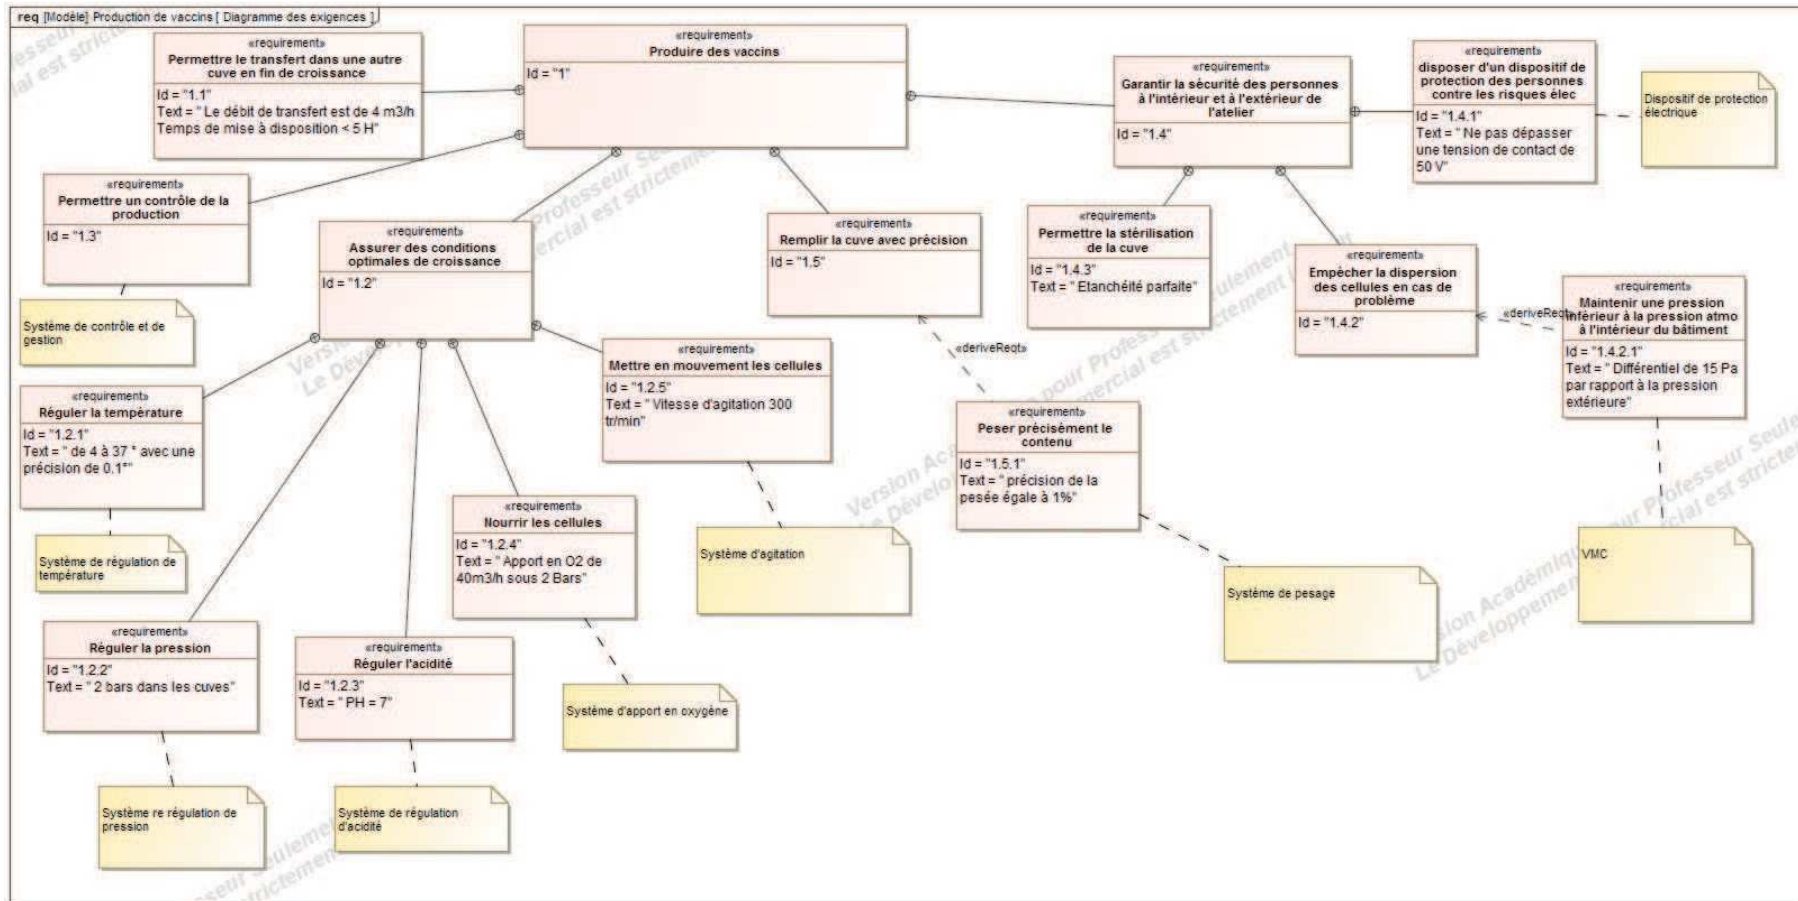 req [Modèle] Production de vaccins [ Diagramme des exigences ]
«requirement»
Permettre le transfert dans une autre
cuve en fin de croissance
Id = "1.1"
Text = " Le débit de transfert est de 4 m3/h
Temps de mise à disposition < 5 H"
«requirement»
Produire des vaccins
Id = "1"
«requirement»
Garantir la sècurité des personnes
à l'intérieur et à l'extérieur de
l'atelier
Id = "1.4"
«requirement»
disposer d'un dispositif de
protection des personnes
contre les risques élec
Id = "1.4.1"
Text = " Ne pas dépasser
une tension de contact de
50 V"
Dispositif de protection
électrique
«requirement»
Permettre un contrôle de la
production
Id = "1.3"
Système de contrôle et de
gestion
«requirement»
Assurer des conditions
optimales de croissance
Id = "1.2"
«requirement»
Remplir la cuve avec précision
Id = "1.5"
«requirement»
Permettre la stérilisation
de la cuve
Id = "1.4.3"
Text = " Etanchéité parfaite"
«requirement»
Empécher la dispersion
des cellules en cas de
problème
Id = "1.4.2"
«deriveReqt»
«requirement»
Maintenir une pression
inférieur à la pression atmo
à l'intérieur du bâtiment
Id = "1.4.2.1"
Text = " Différentiel de 15 Pa
par rapport à la pression
extérieure"
«requirement»
Réguler la température
Id = "1.2.1"
Text = " de 4 à 37 ° avec une
précision de 0.1°"
Système de régulation de
température
«requirement»
Mettre en mouvement les cellules
Id = "1.2.5"
Text = " Vitesse d'agitation 300
tr/min"
«deriveReqt»
«requirement»
Peser précisèment le
contenu
Id = "1.5.1"
Text = " précision de la
pesée égale à 1%"
«requirement»
Nourrir les cellules
Id = "1.2.4"
Text = " Apport en O2 de
40m3/h sous 2 Bars"
Système d'agitation
Système de pesage
VMC
«requirement»
Réguler la pression
Id = "1.2.2"
Text = " 2 bars dans les cuves"
«requirement»
Réguler l'acidité
Id = "1.2.3"
Text = " PH = 7"
Système d'apport en oxygène
Système re régulation de
pression
Système de régulation
d'acidité